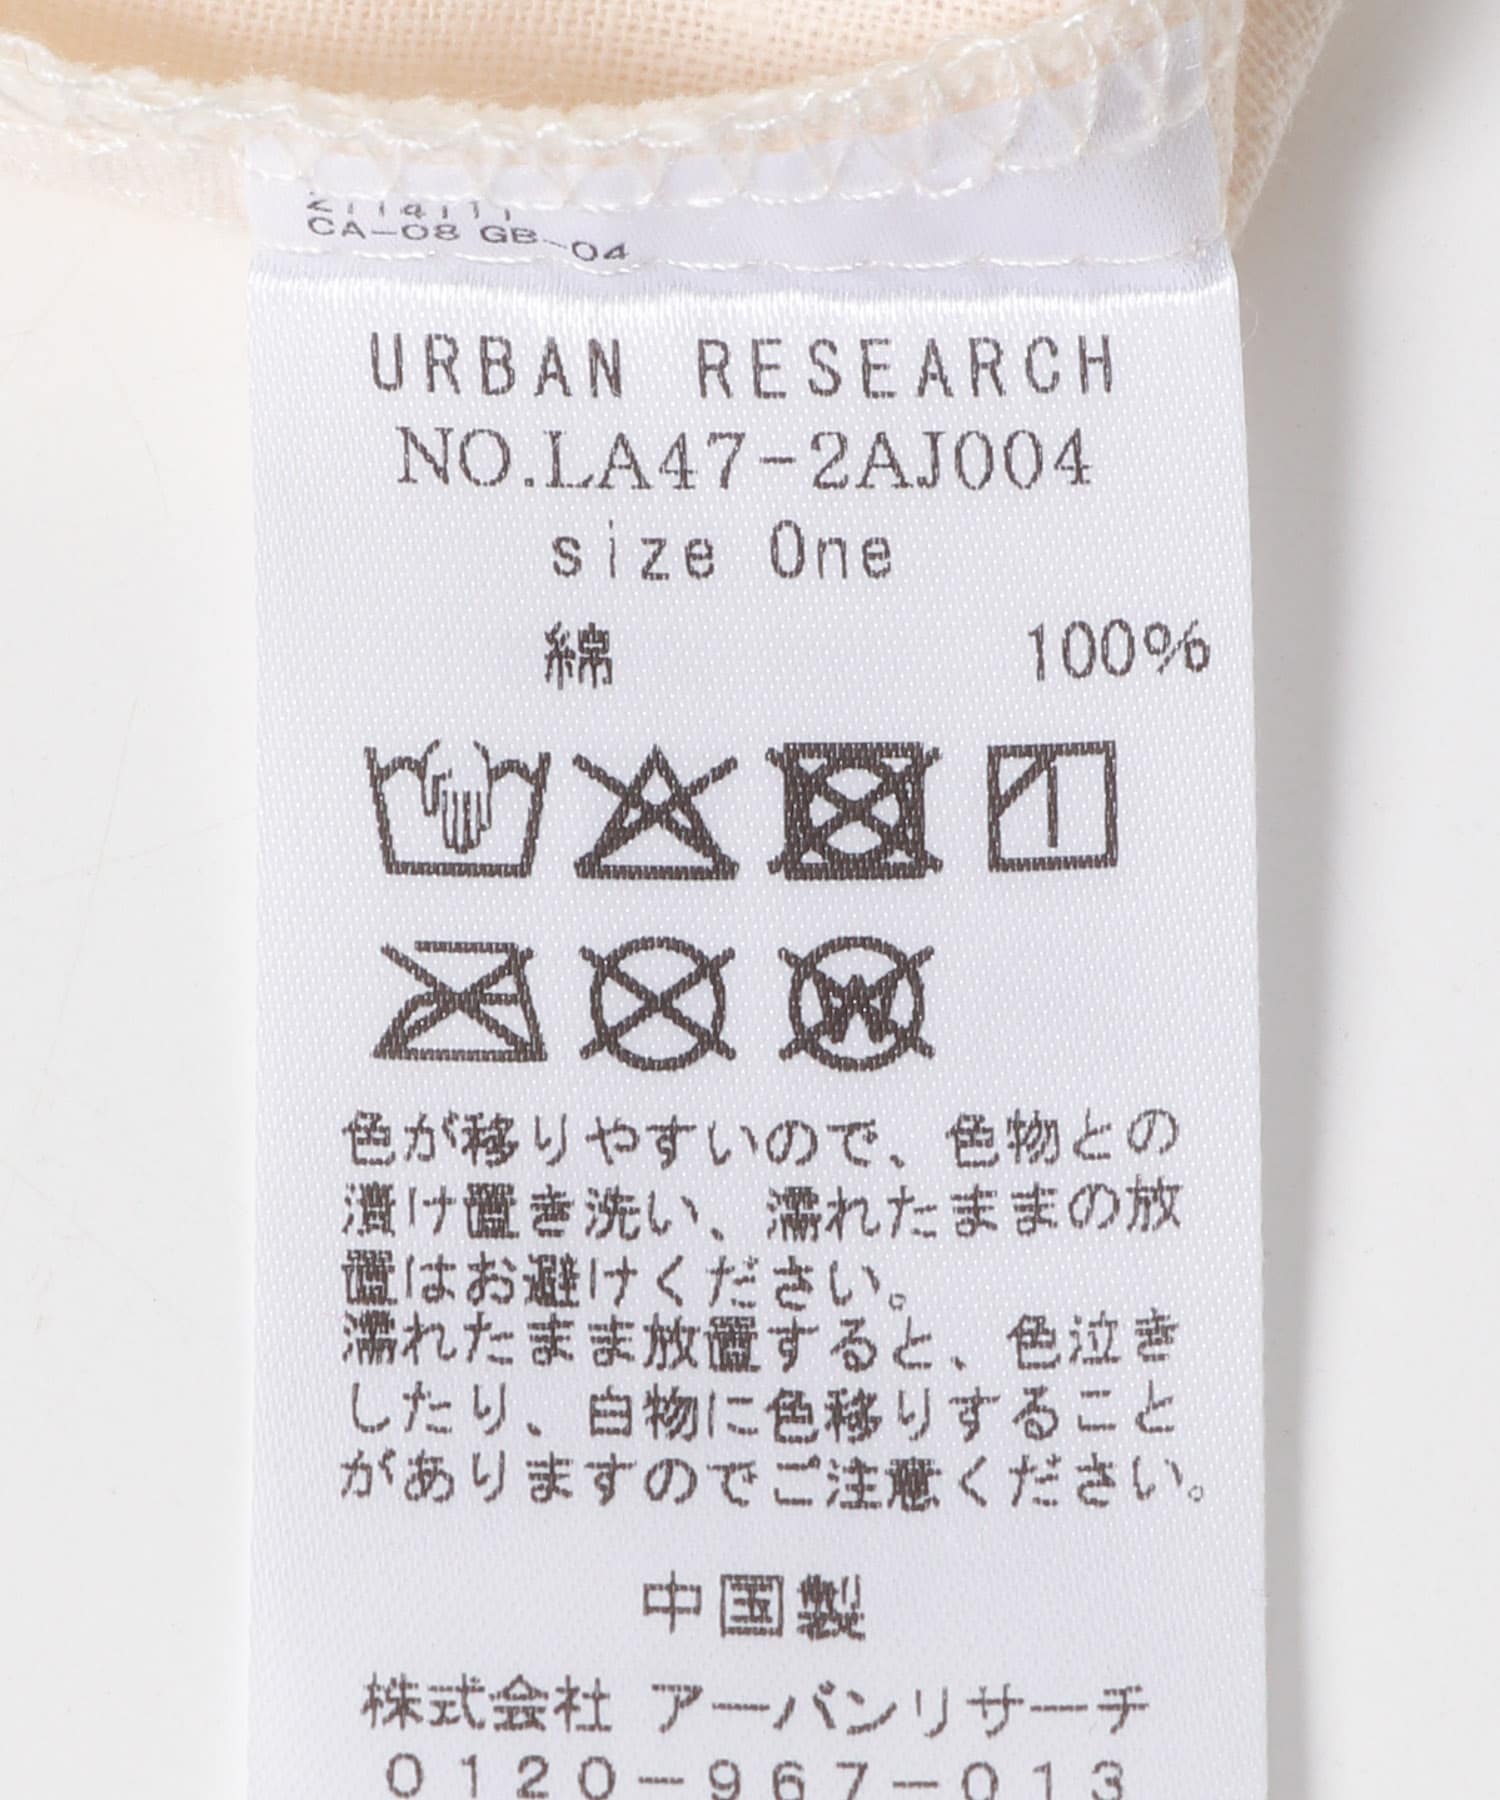 CA-08 GB-04
URBAN RESEARCH
NO.LA47-2AJ004
size One
綿 100%
色が移りやすいので、色物との
漬け置き洗い、濡れたままの放
置はお避けください。
濡れたまま放置すると、色泣き
したり、白物に色移りすること
がありますのでご注意ください。
中国製
株式会社 アーバンリサーチ
0120-967-013